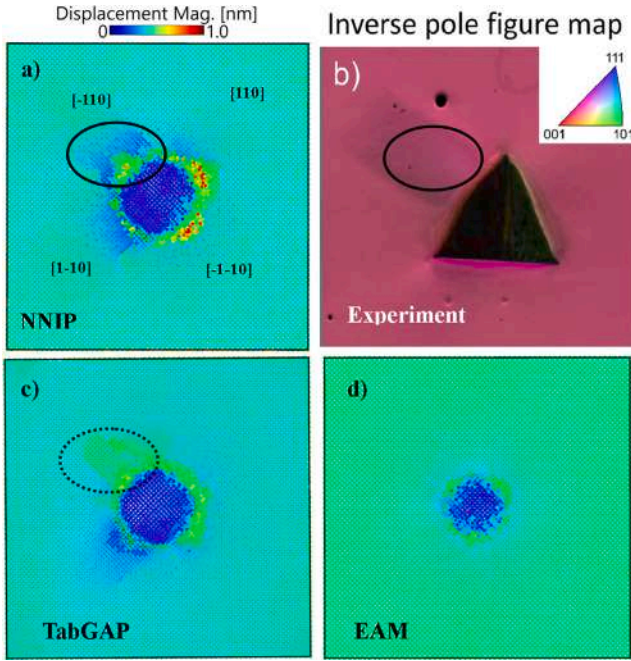 Displacement Mag. [nm]
0 1.0
Inverse pole figure map
a)
[-110]
[110]
[1-10]
[-1-10]
NNIP
b)
111
001
101
Experiment
c)
TabGAP
d)
EAM